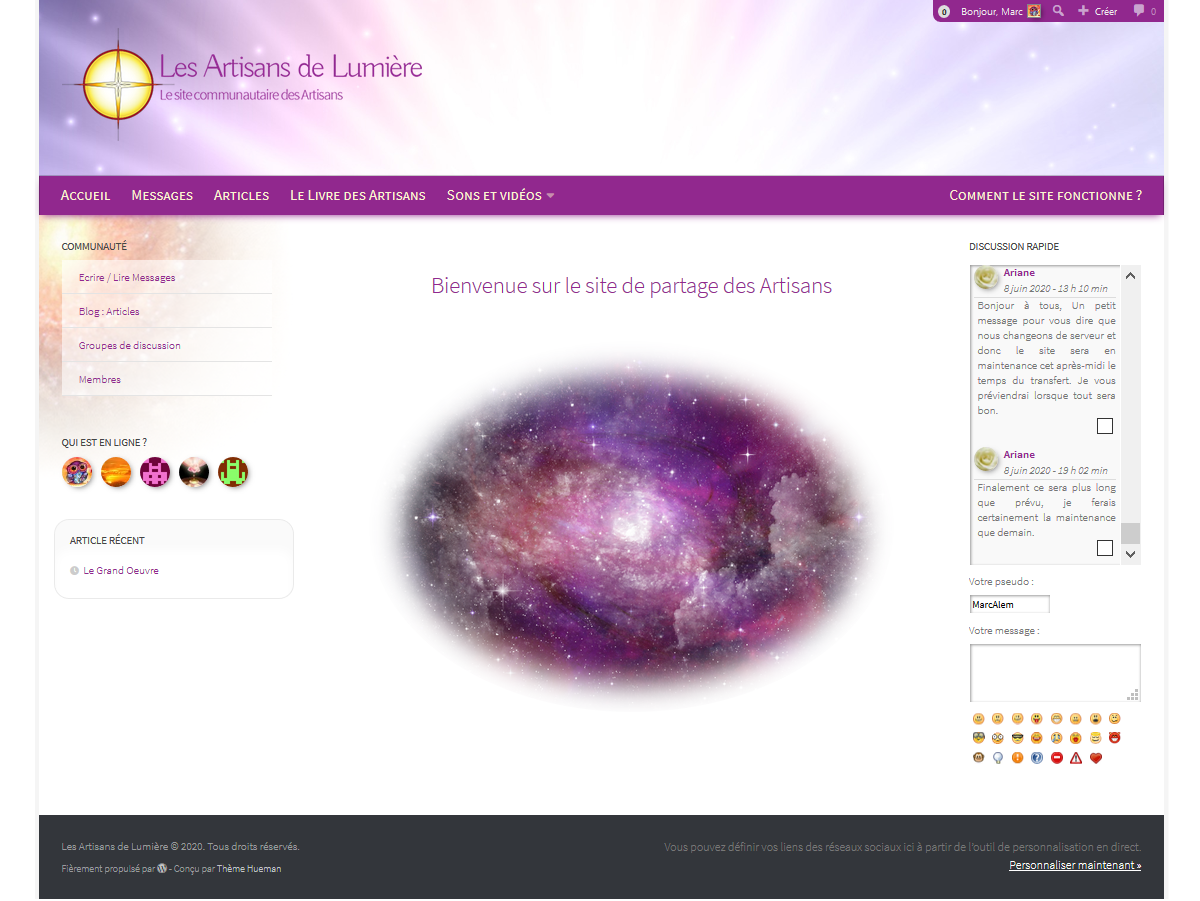 0 Bonjour, Marc Créer 0
Les Artisans de Lumière
Le site communautaire des Artisans
Accueil Messages Articles Le Livre des Artisans Sons et vidéos Comment le site fonctionne ?
COMMUNAUTÉ
Ecrire / Lire Messages
Blog : Articles
Groupes de discussion
Membres
QUI EST EN LIGNE ?
ARTICLE RÉCENT
Le Grand Oeuvre
Bienvenue sur le site de partage des Artisans
DISCUSSION RAPIDE
Ariane
8 juin 2020 - 13 h 10 min
Bonjour à tous, Un petit
message pour vous dire que
nous changeons de serveur et
donc le site sera en
maintenance cet après-midi le
temps du transfert. Je vous
préviendrai lorsque tout sera
bon.
Ariane
8 juin 2020 - 19 h 02 min
Finalement ce sera plus long
que prévu, je ferais
certainement la maintenance
que demain.
Votre pseudo :
MarcAlem
Votre message :
Les Artisans de Lumière © 2020. Tous droits réservés.
Fièrement propulsé par - Conçu par Thème Hueman
Vous pouvez définir vos liens des réseaux sociaux ici à partir de l'outil de personnalisation en direct.
Personnaliser maintenant »